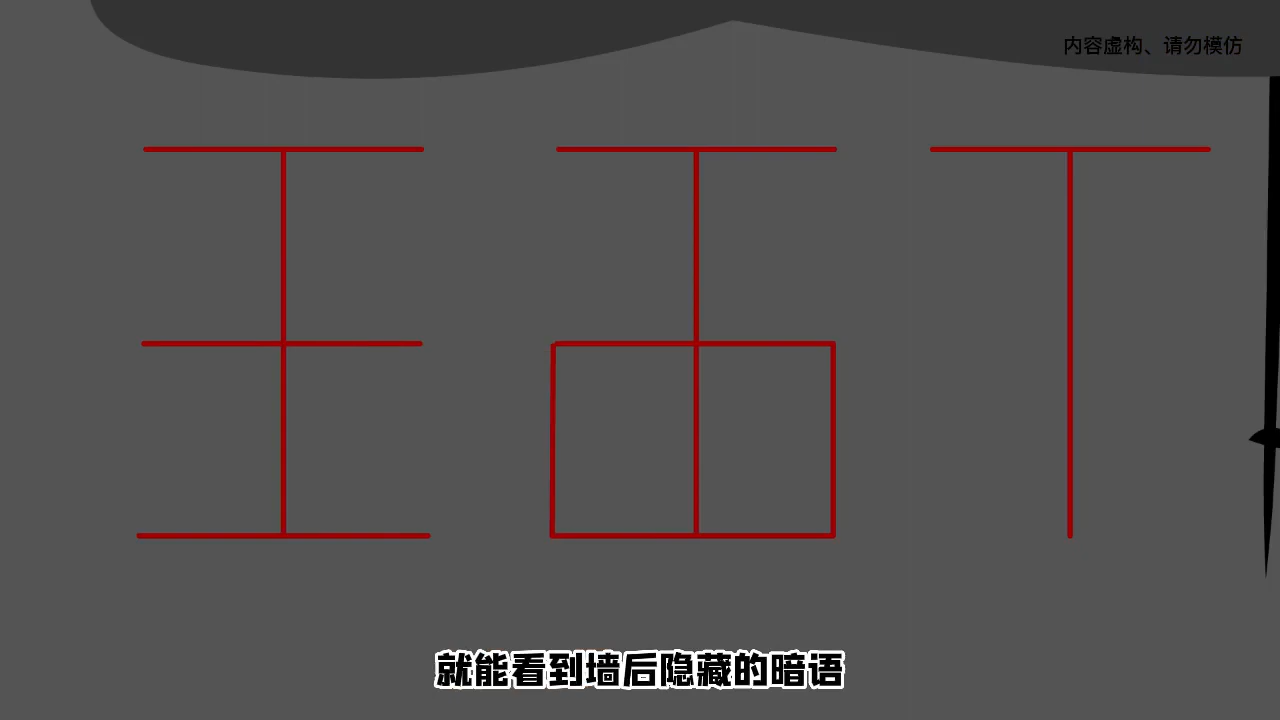 内容虚构、请勿模仿
王
就能看到墙后隐藏的暗语